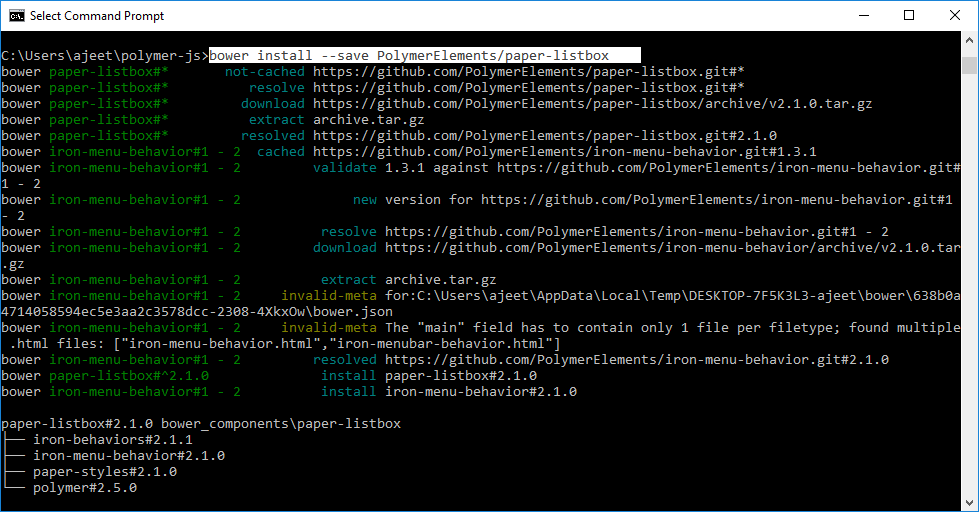 Select Command Prompt
C:\Users\ajeet\polymer-js>bower install --save PolymerElements/paper-listbox
bower paper-listbox#* not-cached https://github.com/PolymerElements/paper-listbox.git#*
bower paper-listbox#* resolve https://github.com/PolymerElements/paper-listbox.git#*
bower paper-listbox#* download https://github.com/PolymerElements/paper-listbox/archive/v2.1.0.tar.gz
bower paper-listbox#* extract archive.tar.gz
bower paper-listbox#* resolved https://github.com/PolymerElements/paper-listbox.git#2.1.0
bower iron-menu-behavior#1 - 2 cached https://github.com/PolymerElements/iron-menu-behavior.git#1.3.1
bower iron-menu-behavior#1 - 2 validate 1.3.1 against https://github.com/PolymerElements/iron-menu-behavior.git#
1 - 2
bower iron-menu-behavior#1 - 2 new version for https://github.com/PolymerElements/iron-menu-behavior.git#1
- 2
bower iron-menu-behavior#1 - 2 resolve https://github.com/PolymerElements/iron-menu-behavior.git#1 - 2
bower iron-menu-behavior#1 - 2 download https://github.com/PolymerElements/iron-menu-behavior/archive/v2.1.0.tar
.gz
bower iron-menu-behavior#1 - 2 extract archive.tar.gz
bower iron-menu-behavior#1 - 2 invalid-meta for:C:\Users\ajeet\AppData\Local\Temp\DESKTOP-7F5K3L3-ajeet\bower\638b0a
4714058594ec5e3aa2c3578dcc-2308-4XkxOw\bower.json
bower iron-menu-behavior#1 - 2 invalid-meta The "main" field has to contain only 1 file per filetype; found multiple
.html files: ["iron-menu-behavior.html","iron-menubar-behavior.html"]
bower iron-menu-behavior#1 - 2 resolved https://github.com/PolymerElements/iron-menu-behavior.git#2.1.0
bower paper-listbox#^2.1.0 install paper-listbox#2.1.0
bower iron-menu-behavior#1 - 2 install iron-menu-behavior#2.1.0
paper-listbox#2.1.0 bower_components\paper-listbox
├── iron-behaviors#2.1.1
├── iron-menu-behavior#2.1.0
├── paper-styles#2.1.0
└── polymer#2.5.0